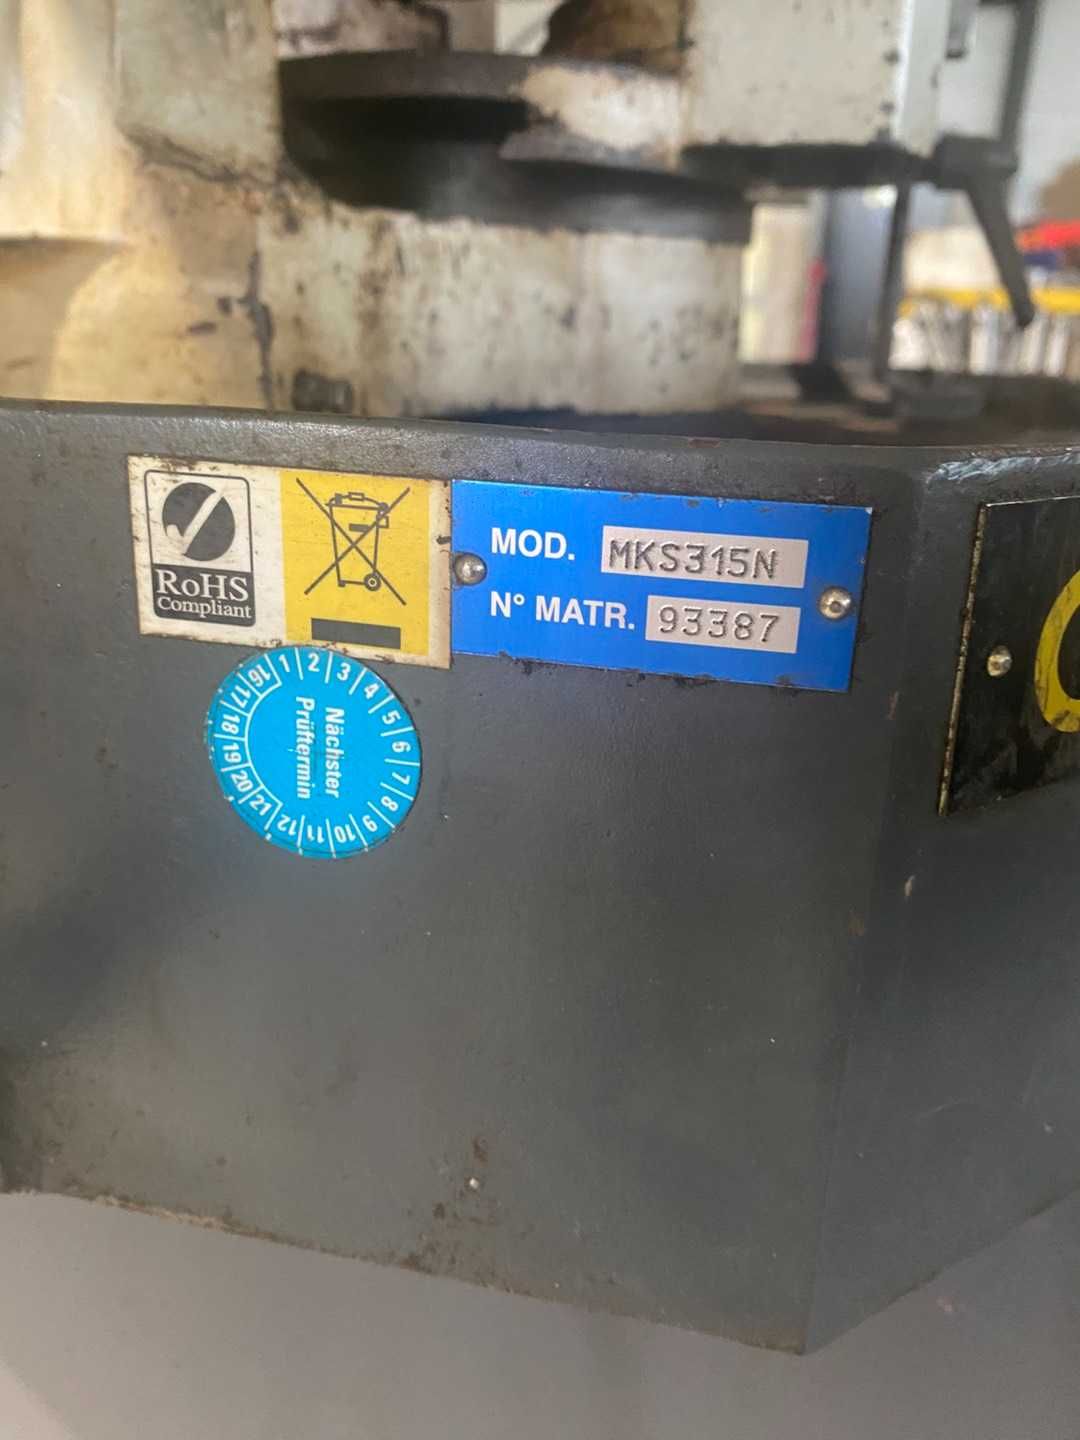 RoHS
Compliant
MOD. MKS315N
N° MATR. 93387
1 2 3 4 5 6 7 8 9 10 11 12 21 20 19 18 17 16
Nächster
Prüftermin